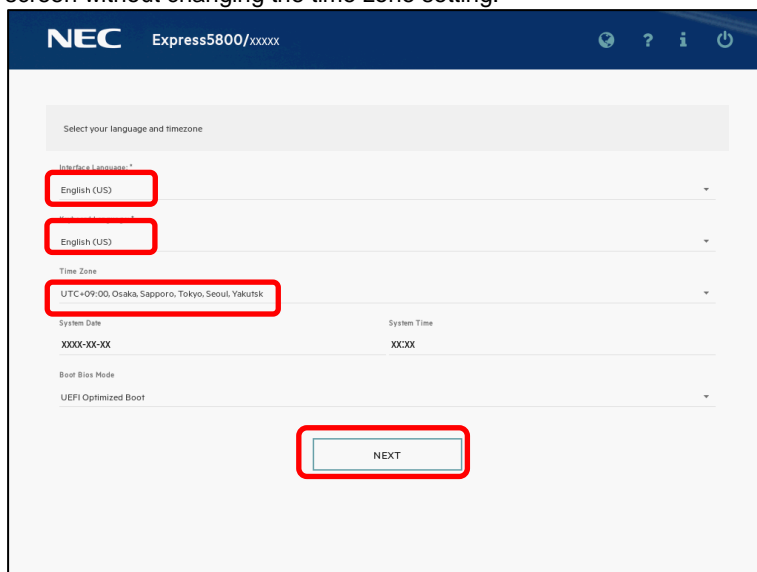 screen without changing the time zone setting.
NEC Express5800/xxxxx ? i
Select your language and timezone
Interface Language: *
English (US)
English (US)
Time Zone
UTC+09:00, Osaka, Sapporo, Tokyo, Seoul, Yakutsk
System Date System Time
XXXX-XX-XX XX:XX
Boot Bios Mode
UEFI Optimized Boot
NEXT